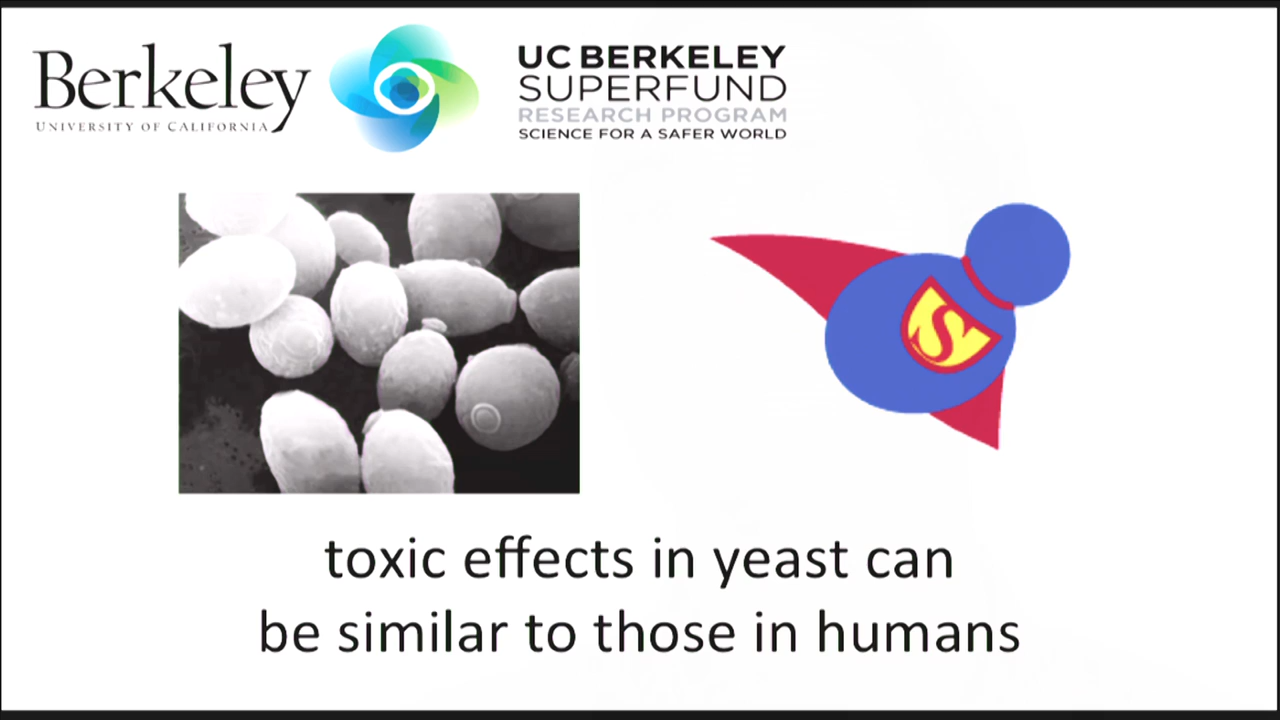 Berkeley
UNIVERSITY OF CALIFORNIA
UC BERKELEY
SUPERFUND
RESEARCH PROGRAM
SCIENCE FOR A SAFER WORLD
S
toxic effects in yeast can
be similar to those in humans